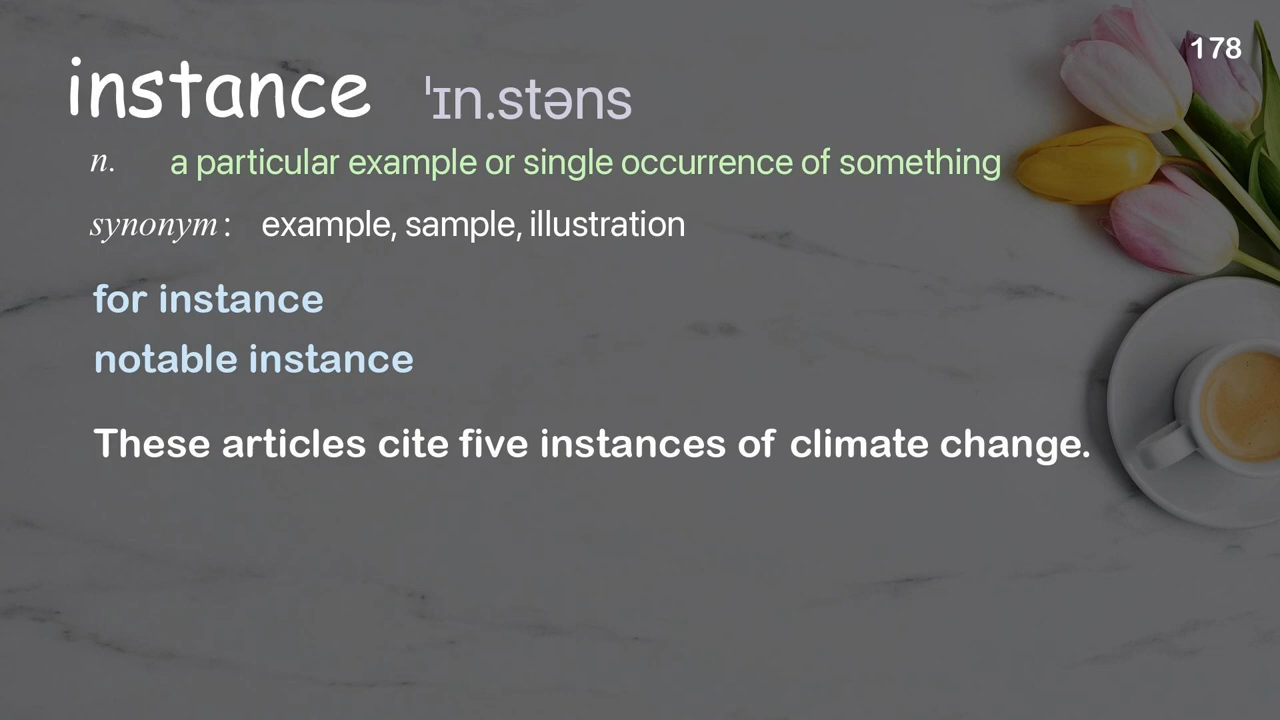 178
instance ˈɪn.stəns
n. a particular example or single occurrence of something
synonym: example, sample, illustration
for instance
notable instance
These articles cite five instances of climate change.